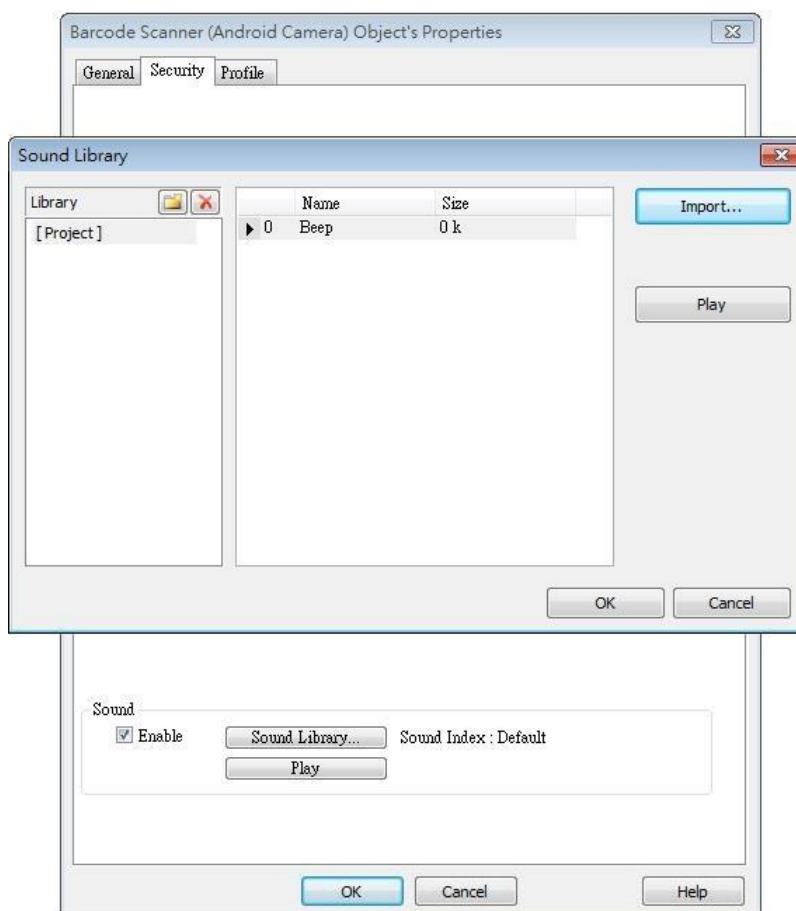 Barcode Scanner (Android Camera) Object's Properties
General Security Profile
Sound Library
Library
[ Project ]
Name Size
0 Beep 0 k
Import...
Play
OK Cancel
Sound
Enable Sound Library... Sound Index : Default
Play
OK Cancel Help